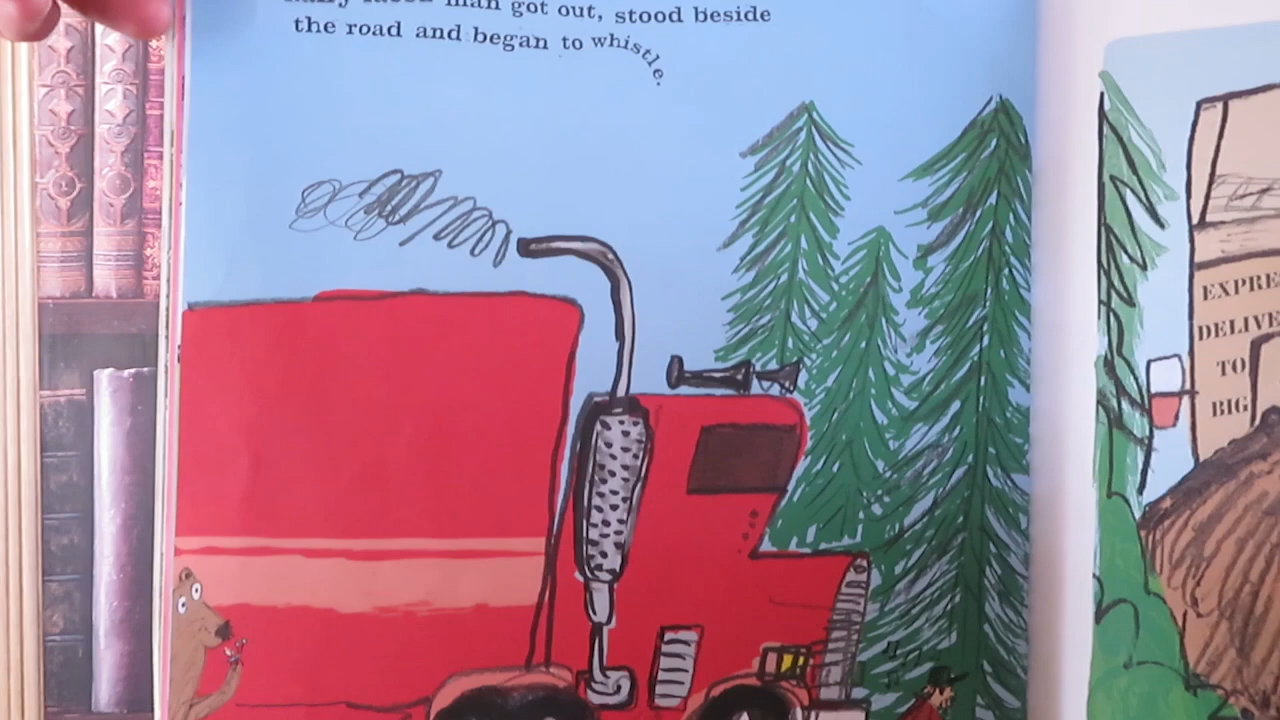 man got out, stood beside
the road and began to whistle.
EXPRE
DELIVE
TO
BIG